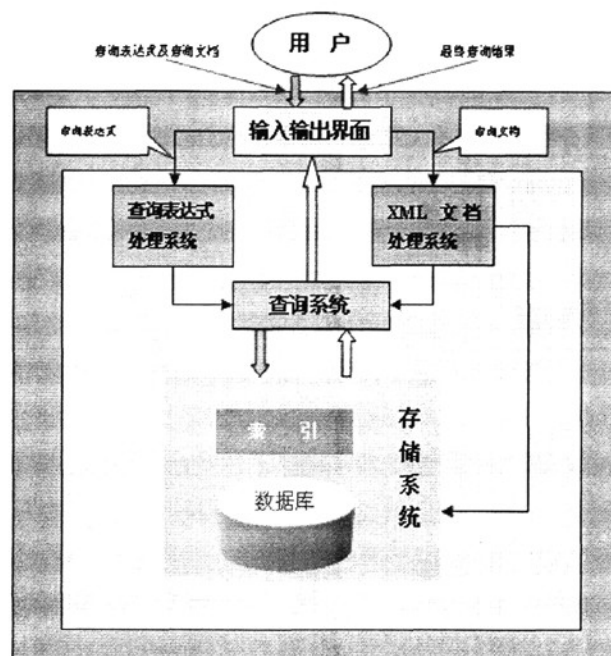 用 户
查询表达式及查询文档
最终查询结果
查询表达式
输入输出界面
查询文档
查询表达式
处理系统
XML 文档
处理系统
查询系统
索 引
数据库
存储系统